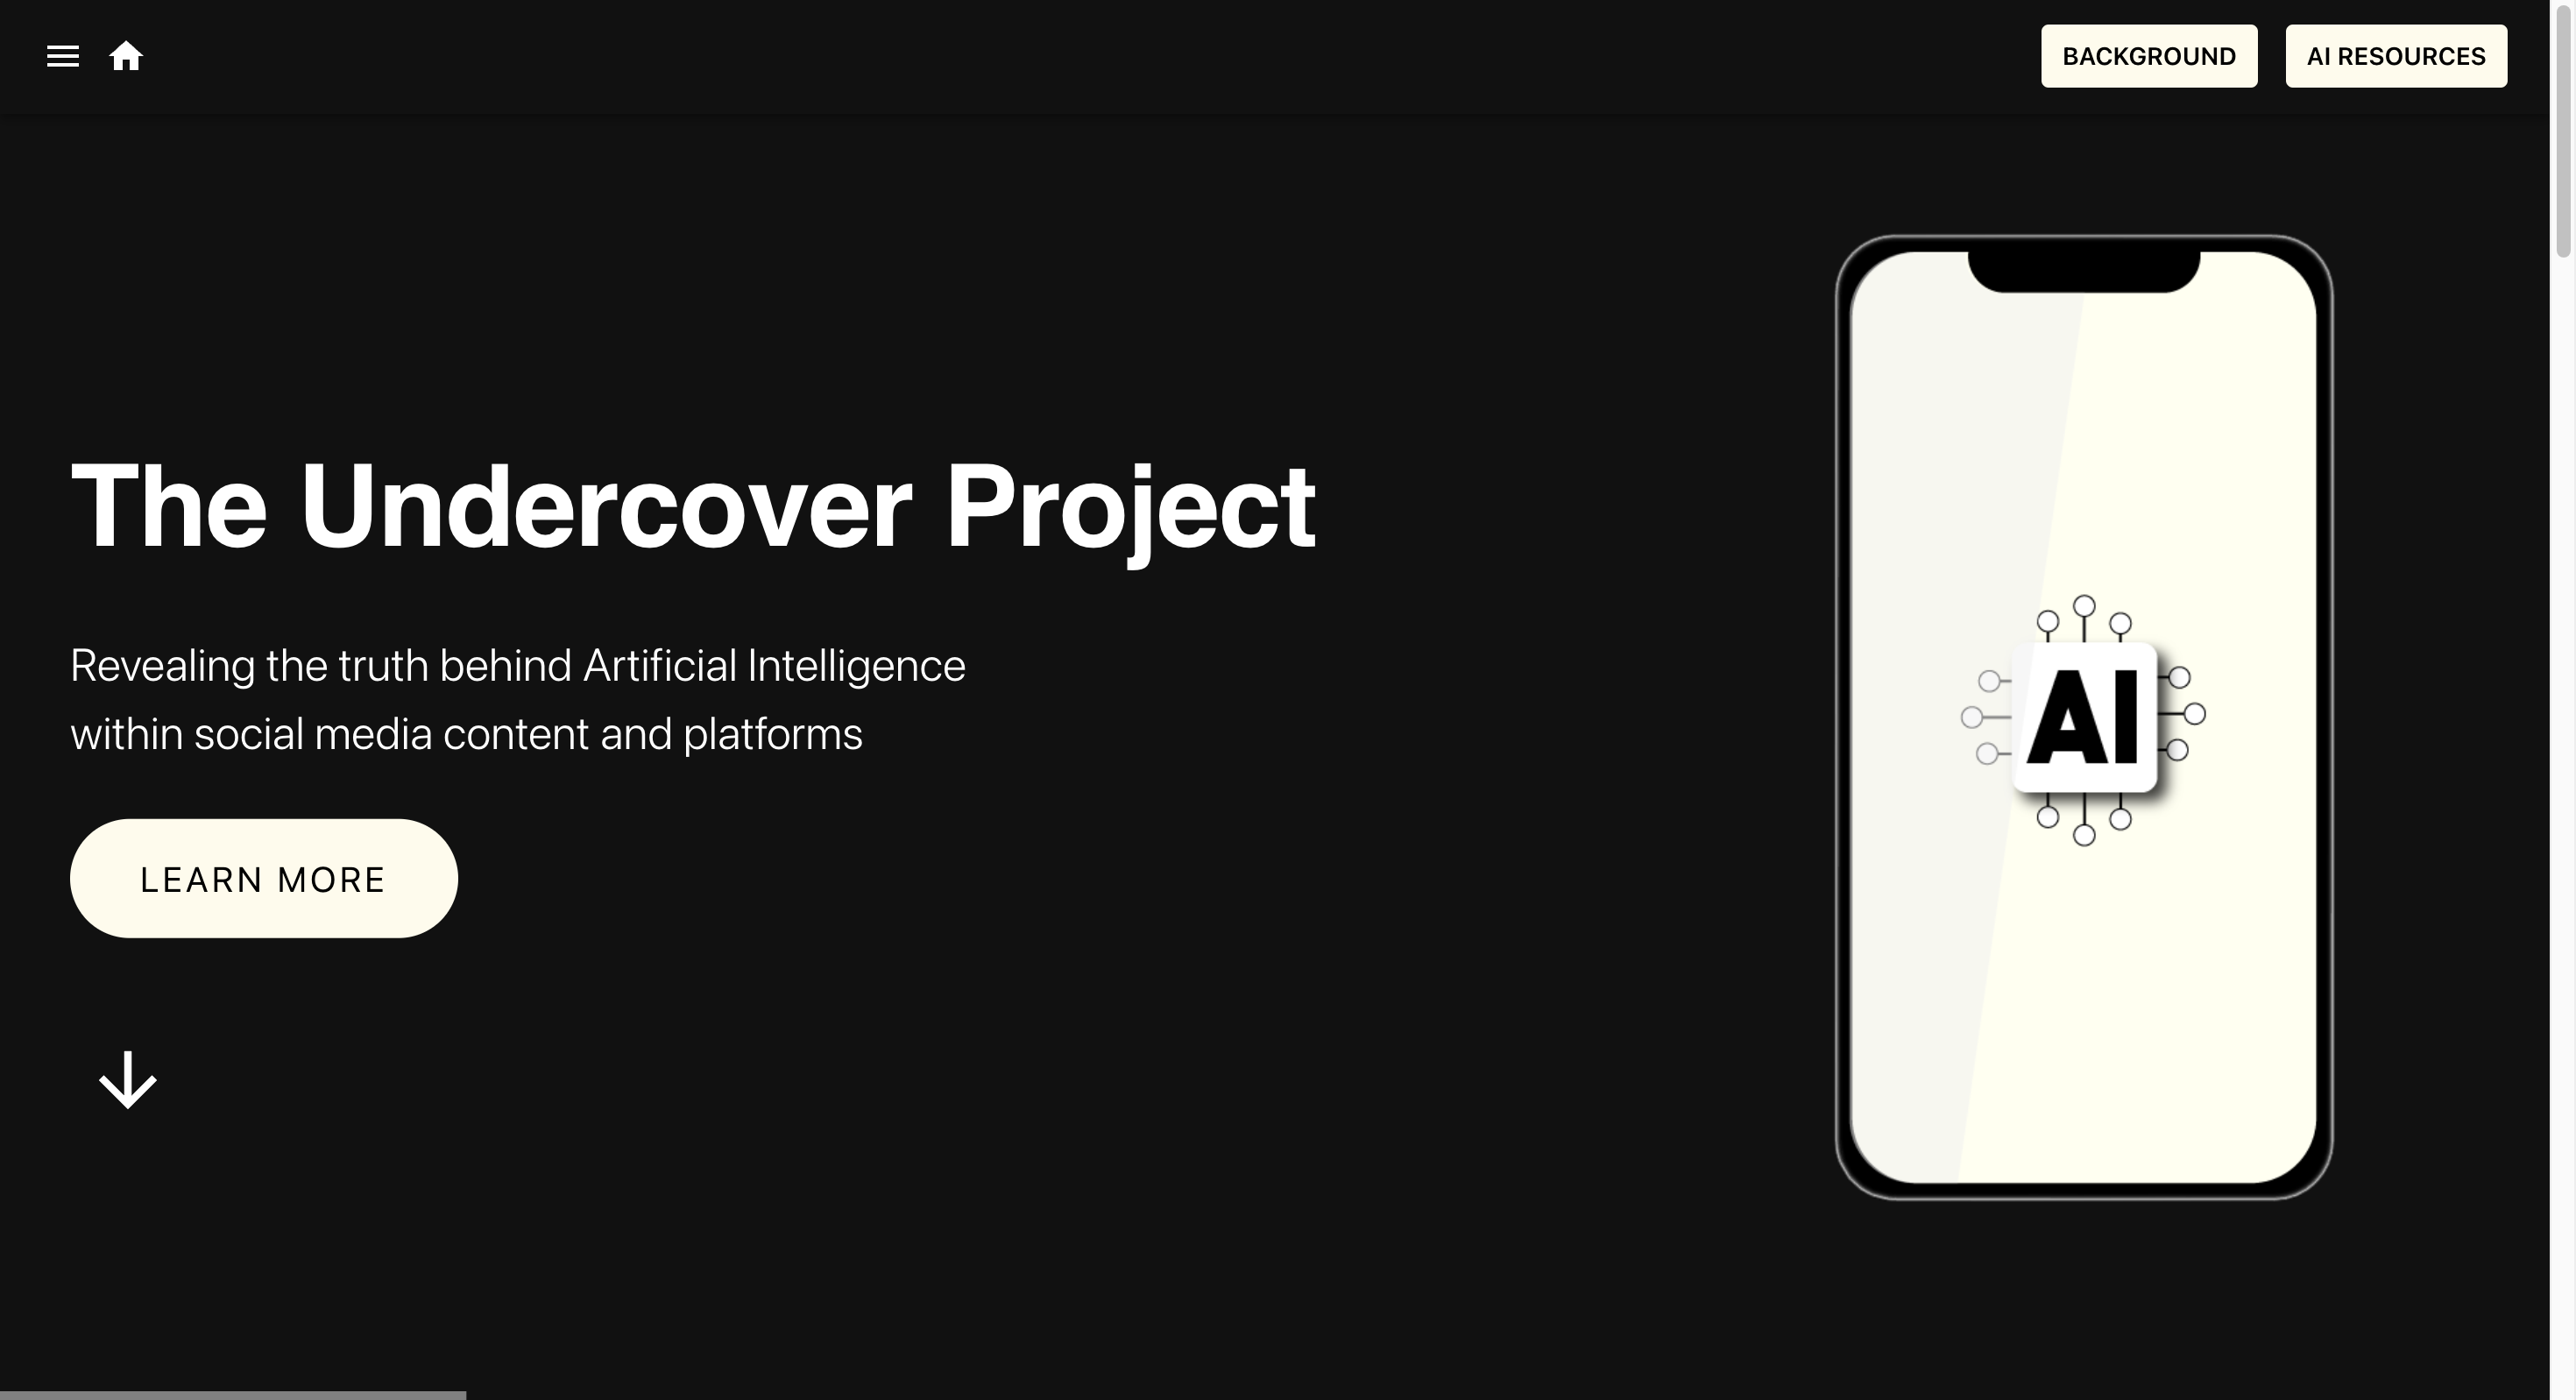 BACKGROUND
AI RESOURCES
The Undercover Project
Revealing the truth behind Artificial Intelligence
within social media content and platforms
AI
LEARN MORE